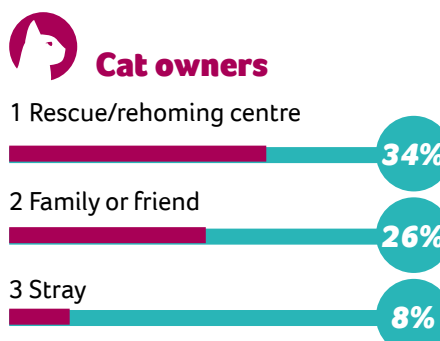 Cat owners
1 Rescue/rehoming centre
34%
2 Family or friend
26%
3 Stray
8%